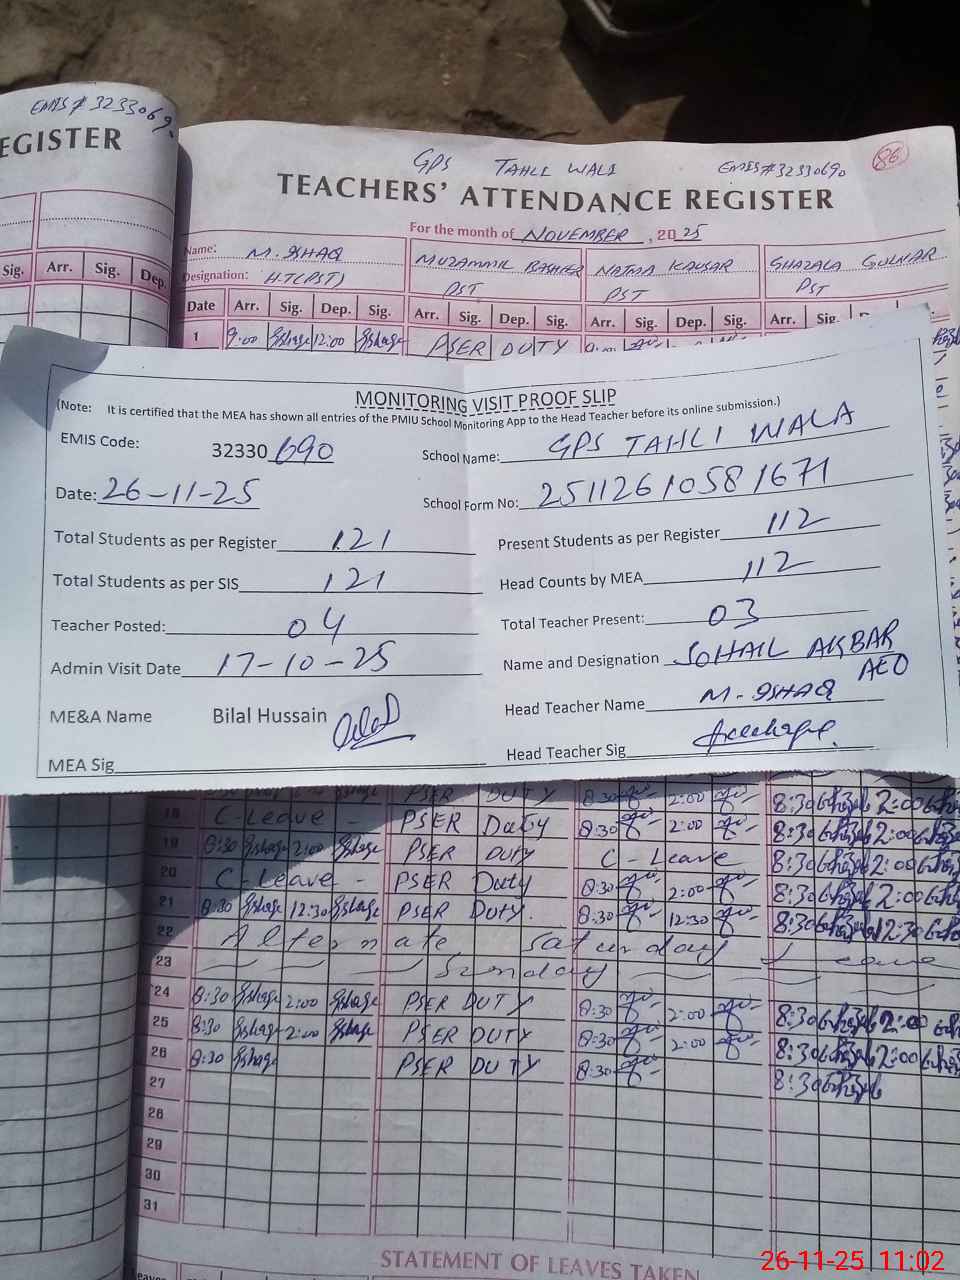 EMIS # 3233069
EGISTER
Sig. Arr. Sig. Dep.
GPS TAHLI WALI EMIS # 32330690 86
TEACHERS' ATTENDANCE REGISTER
For the month of NOVEMBER, 2025
Name: M. ISHAQ MUZAMMIL BASHEER NAJMA KAUSAR GHAZALA GULNAR
Designation: H.T(PST) PST PST PST
Date Arr. Sig. Dep. Sig. Arr. Sig. Dep. Sig. Arr. Sig. Dep. Sig. Arr. Sig.
1 9:00 12:00 PSER DUTY
MONITORING VISIT PROOF SLIP
(Note: It is certified that the MEA has shown all entries of the PMIU School Monitoring App to the Head Teacher before its online submission.)
EMIS Code: 32330690 School Name: GPS TAHLI WALA
Date: 26-11-25 School Form No: 25112610581671
Total Students as per Register 121 Present Students as per Register 112
Total Students as per SIS 121 Head Counts by MEA 112
Teacher Posted: 04 Total Teacher Present: 03
Admin Visit Date 17-10-25 Name and Designation SOHAIL AKBAR AEO
ME&A Name Bilal Hussain Head Teacher Name M. ISHAQ
MEA Sig Head Teacher Sig
PSER DUTY 8:30 2:00 8:30 2:00
18 C-Leave - PSER Duty 8:30 2:00 8:30 2:00
19 8:30 2:00 PSER DUTY C-Leave 8:30 2:00
20 C-Leave - PSER Duty 8:30 2:00 8:30 2:00
21 8:30 12:30 PSER DUTY. 8:30 12:30 8:30 12:30
22 Alternate Saturday
23 Sunday
24 8:30 2:00 PSER DUTY 8:30 2:00 8:30 2:00
25 8:30 2:00 PSER DUTY 8:30 2:00 8:30 2:00
26 8:30 PSER DUTY 8:30 8:30
27
28
29
30
31
STATEMENT OF LEAVES TAKEN
26-11-25 11:02